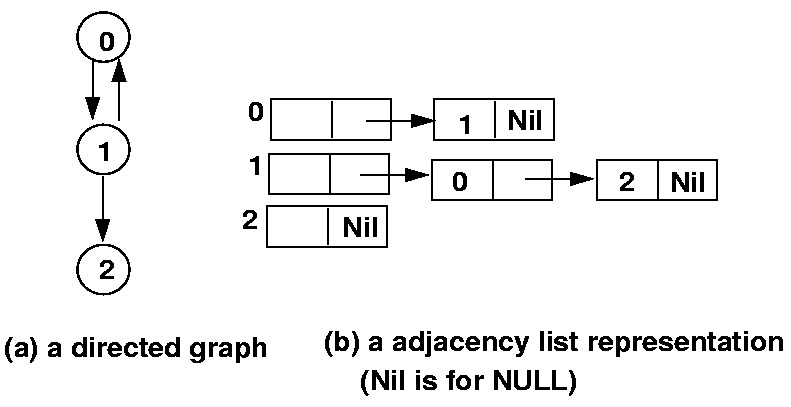 0
1
2
0
1 Nil
1
0
2 Nil
2
Nil
(a) a directed graph
(b) a adjacency list representation
(Nil is for NULL)